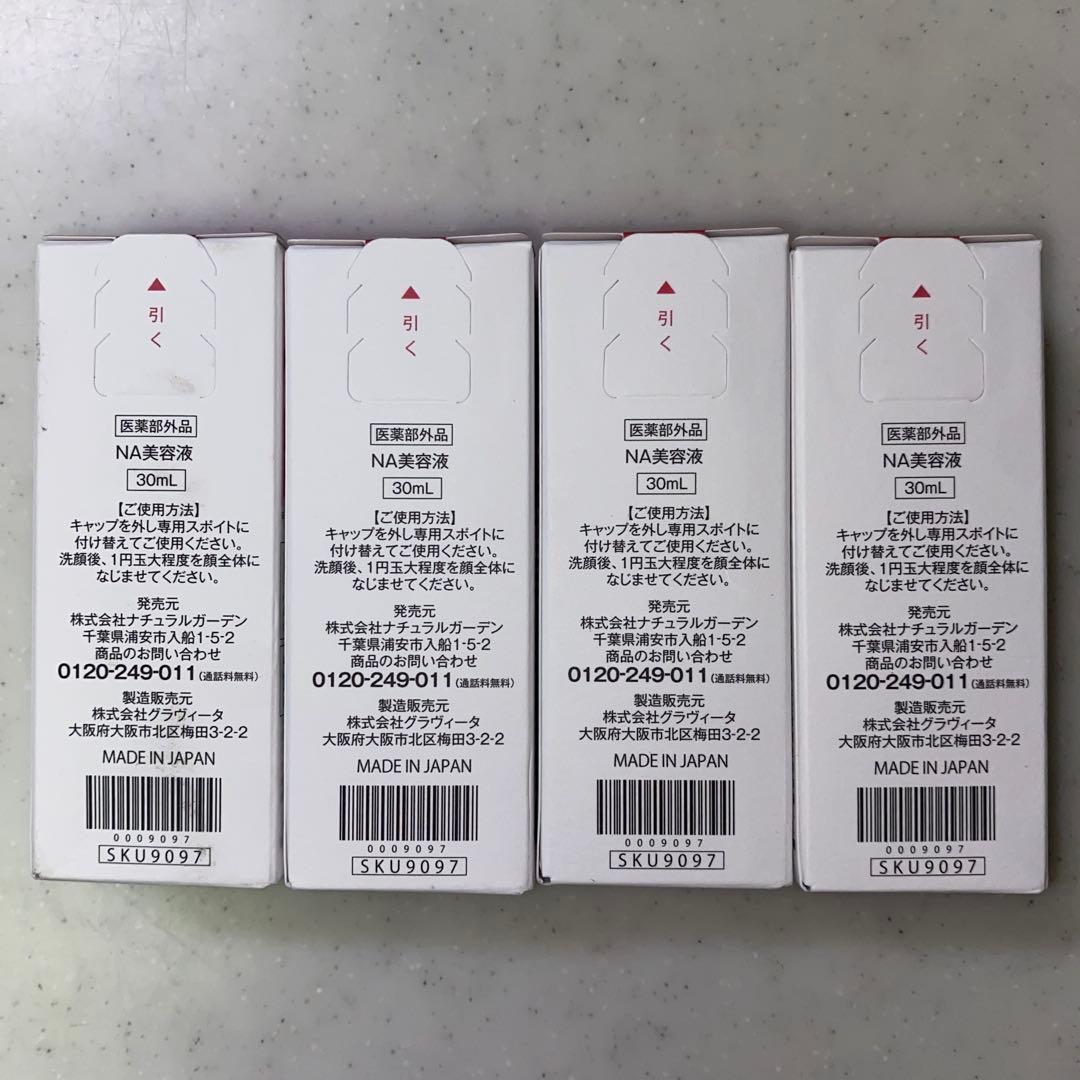 ▲
引く
医薬部外品
NA美容液
30mL
【ご使用方法】
キャップを外し専用スポイトに
付け替えてご使用ください。
洗顔後、1円玉大程度を顔全体に
なじませてください。
発売元
株式会社ナチュラルガーデン
千葉県浦安市入船1-5-2
商品のお問い合わせ
0120-249-011(通話料無料)
製造販売元
株式会社グラヴィータ
大阪府大阪市北区梅田3-2-2
MADE IN JAPAN
0009097
SKU9097
▲
引く
医薬部外品
NA美容液
30mL
【ご使用方法】
キャップを外し専用スポイトに
付け替えてご使用ください。
洗顔後、1円玉大程度を顔全体に
なじませてください。
発売元
株式会社ナチュラルガーデン
千葉県浦安市入船1-5-2
商品のお問い合わせ
0120-249-011(通話料無料)
製造販売元
株式会社グラヴィータ
大阪府大阪市北区梅田3-2-2
MADE IN JAPAN
0009097
SKU9097
▲
引く
医薬部外品
NA美容液
30mL
【ご使用方法】
キャップを外し専用スポイトに
付け替えてご使用ください。
洗顔後、1円玉大程度を顔全体に
なじませてください。
発売元
株式会社ナチュラルガーデン
千葉県浦安市入船1-5-2
商品のお問い合わせ
0120-249-011(通話料無料)
製造販売元
株式会社グラヴィータ
大阪府大阪市北区梅田3-2-2
MADE IN JAPAN
0009097
SKU9097
▲
引く
医薬部外品
NA美容液
30mL
【ご使用方法】
キャップを外し専用スポイトに
付け替えてご使用ください。
洗顔後、1円玉大程度を顔全体に
なじませてください。
発売元
株式会社ナチュラルガーデン
千葉県浦安市入船1-5-2
商品のお問い合わせ
0120-249-011(通話料無料)
製造販売元
株式会社グラヴィータ
大阪府大阪市北区梅田3-2-2
MADE IN JAPAN
0009097
SKU9097